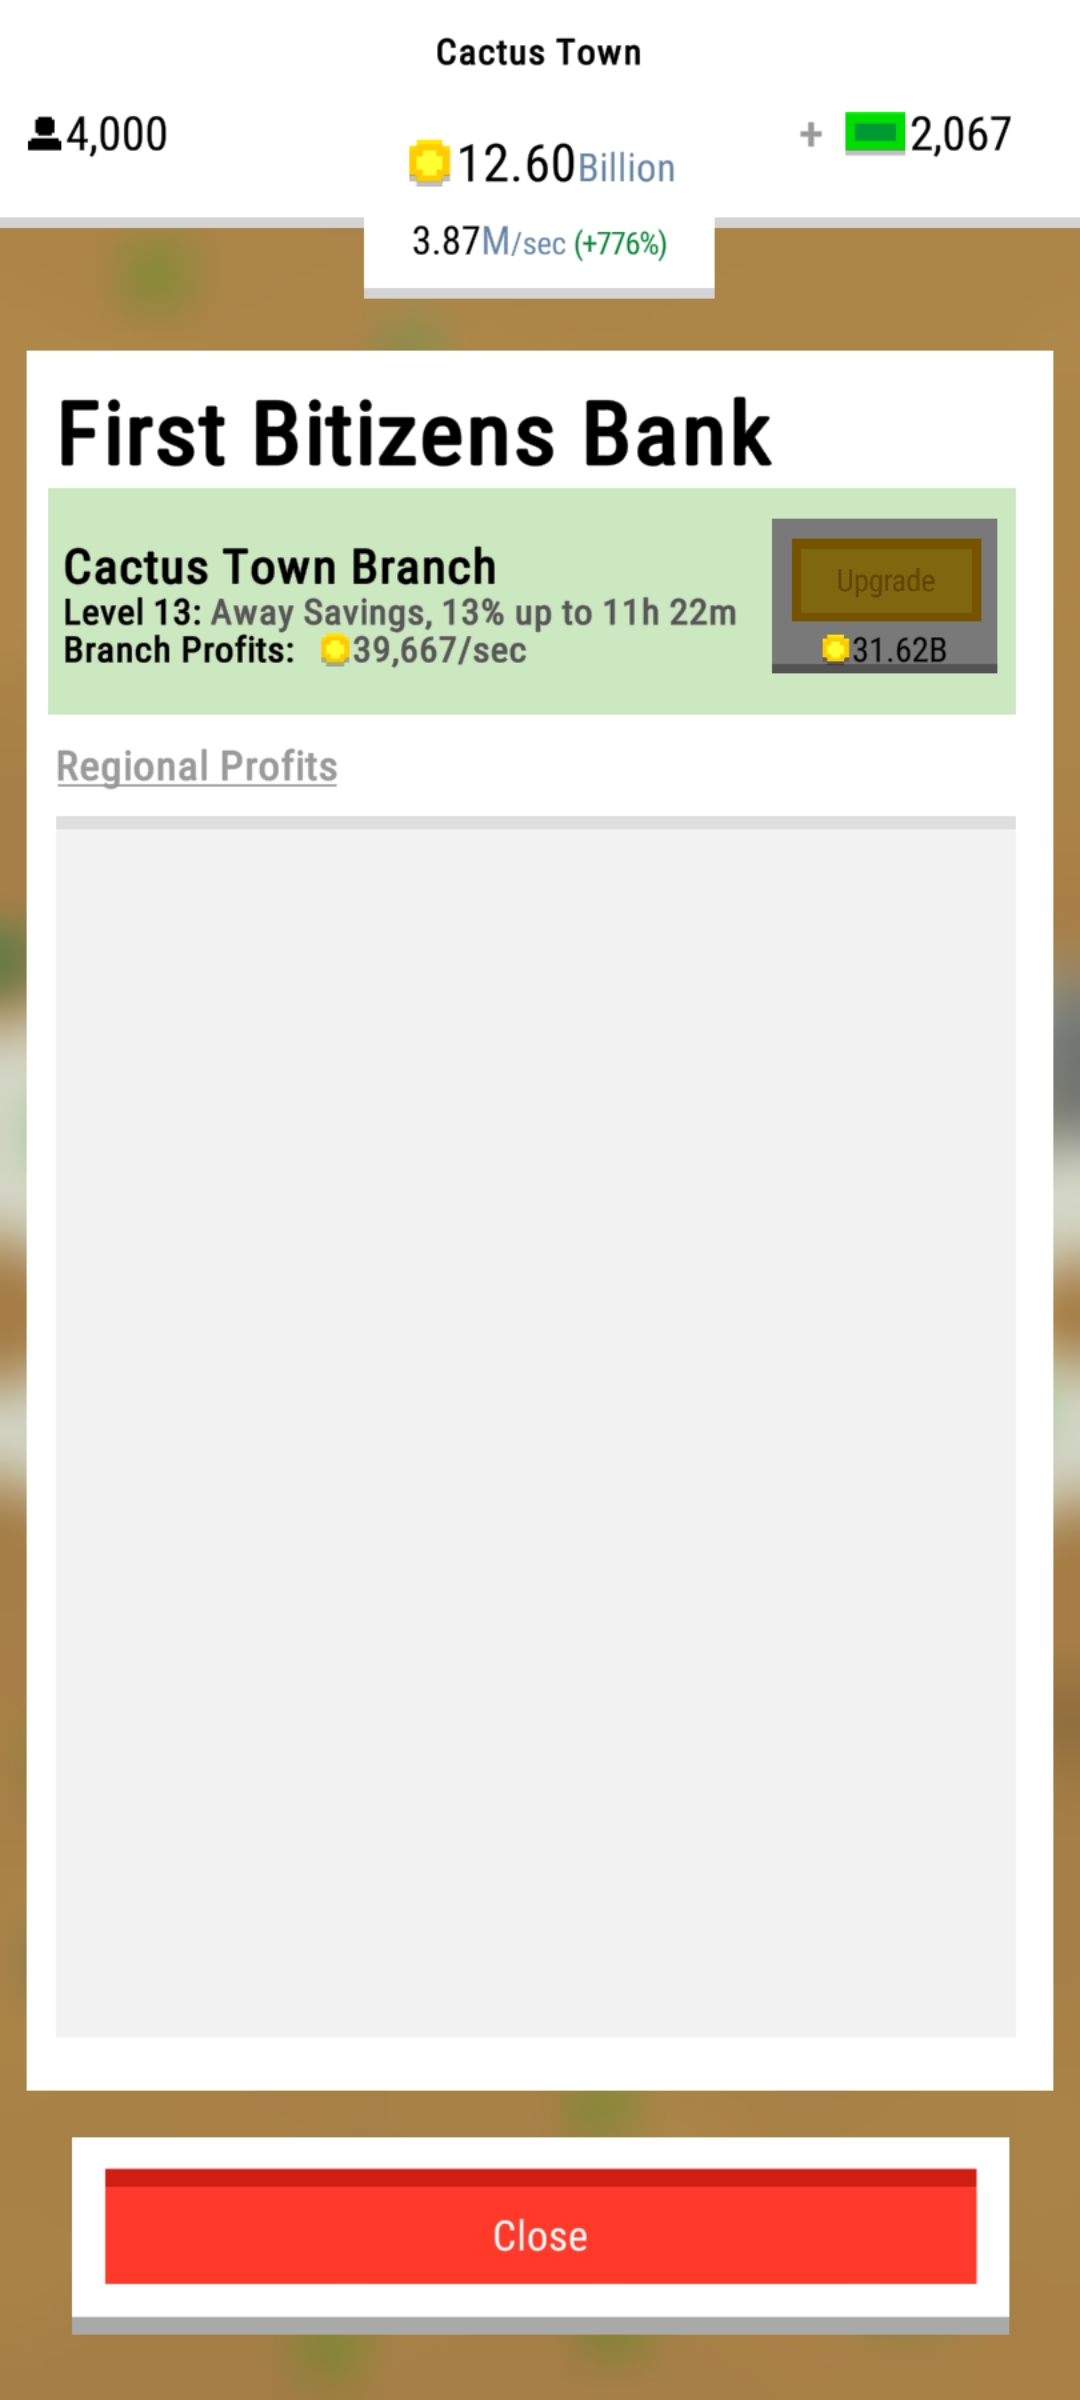 Cactus Town
4,000
12.60Billion
+ 2,067
3.87M/sec (+776%)
First Bitizens Bank
Cactus Town Branch
Level 13: Away Savings, 13% up to 11h 22m
Branch Profits: 39,667/sec
Upgrade
31.62B
Regional Profits
Close